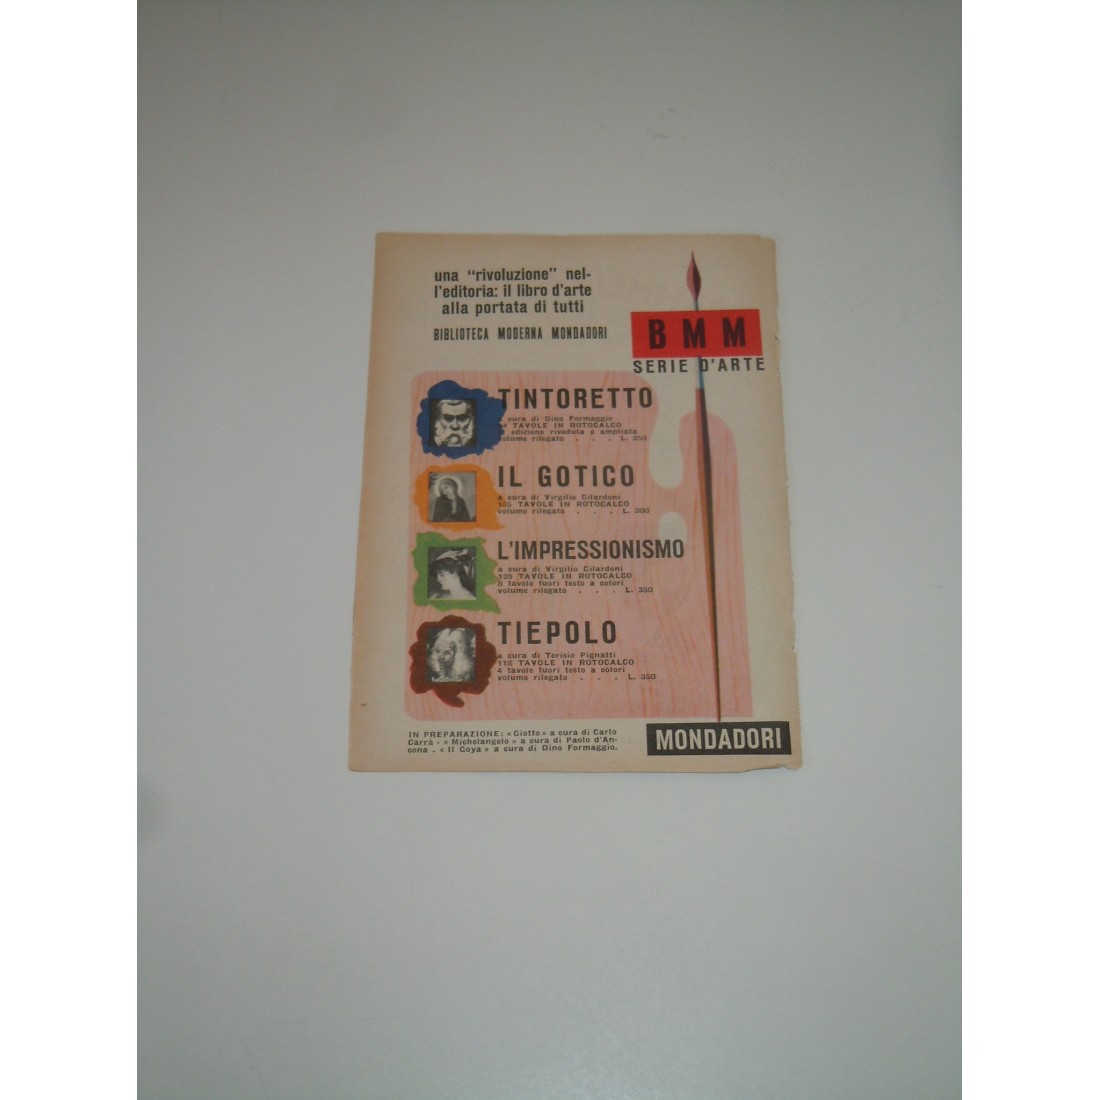 una "rivoluzione" nel-
l'editoria: il libro d'arte
alla portata di tutti
BIBLIOTECA MODERNA MONDADORI
BMM
SERIE D'ARTE
TINTORETTO
a cura di Dino Formaggio
TAVOLE IN ROTOCALCO
edizione riveduta e ampliata
volume rilegato . . . L. 350
IL GOTICO
a cura di Virgilio Gilardoni
TAVOLE IN ROTOCALCO
volume rilegato . . . L. 300
L'IMPRESSIONISMO
a cura di Virgilio Gilardoni
120 TAVOLE IN ROTOCALCO
8 tavole fuori testo a colori
volume rilegato . . . L. 350
TIEPOLO
a cura di Terisio Pignatti
118 TAVOLE IN ROTOCALCO
4 tavole fuori testo a colori
volume rilegato . . . L. 350
IN PREPARAZIONE: «Giotto» a cura di Carlo
Carrà - «Michelangelo» a cura di Paolo d'An-
cona - «Il Goya» a cura di Dino Formaggio.
MONDADORI